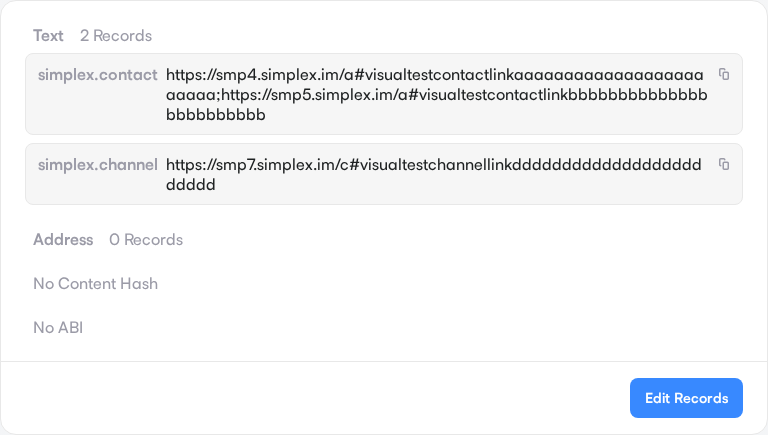 Text 2 Records
simplex.contact https://smp4.simplex.im/a#visualtestcontactlinkaaaaaaaaaaaaaaaaaaa
aaaaa;https://smp5.simplex.im/a#visualtestcontactlinkbbbbbbbbbbbbbb
bbbbbbbbbb
simplex.channel https://smp7.simplex.im/c#visualtestchannellinkddddddddddddddddddd
ddddd
Address 0 Records
No Content Hash
No ABI
Edit Records